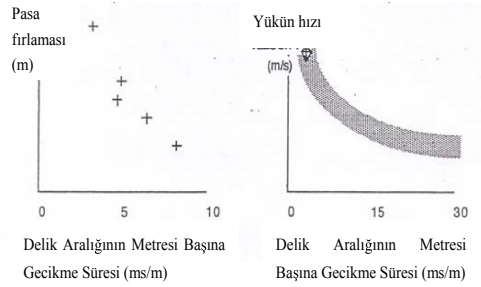 Pasa
fırlaması
(m)
0
5
10
Delik Aralığının Metresi Başına
Gecikme Süresi (ms/m)
Yükün hızı
(m/s)
0
15
30
Delik Aralığının Metresi
Başına Gecikme Süresi (ms/m)